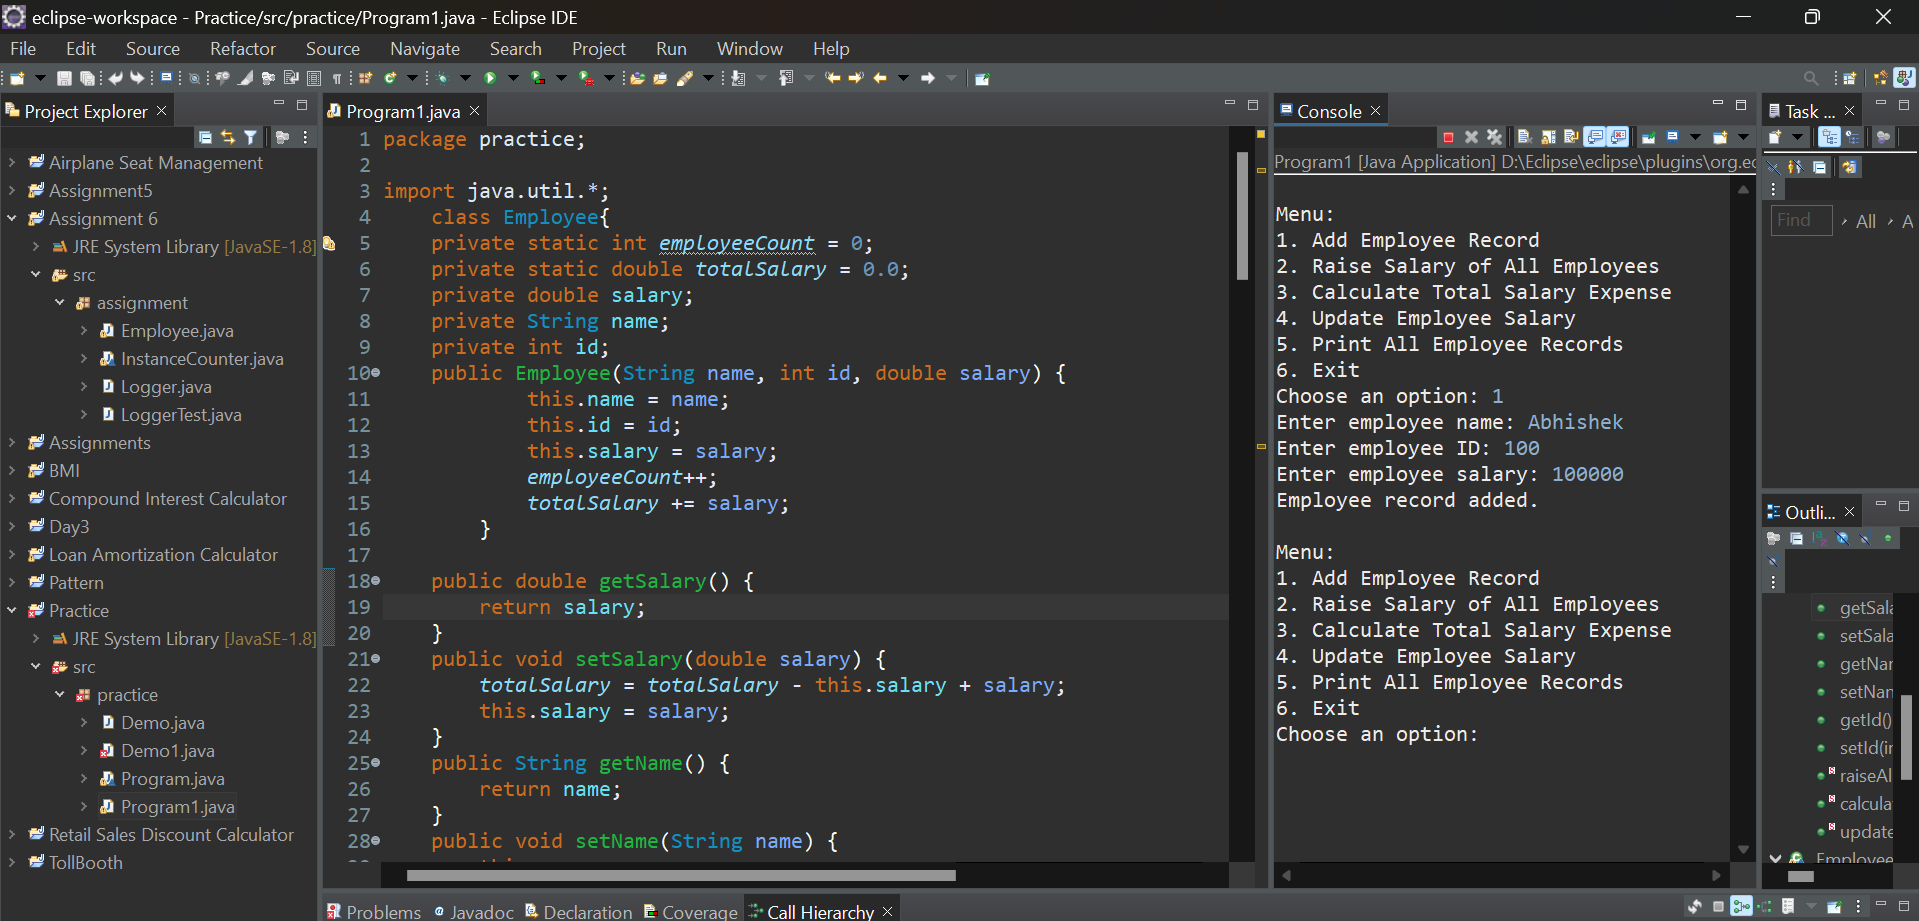 eclipse-workspace - Practice/src/practice/Program1.java - Eclipse IDE
File Edit Source Refactor Source Navigate Search Project Run Window Help
Project Explorer
Airplane Seat Management
Assignment5
Assignment 6
JRE System Library [JavaSE-1.8]
src
assignment
Employee.java
InstanceCounter.java
Logger.java
LoggerTest.java
Assignments
BMI
Compound Interest Calculator
Day3
Loan Amortization Calculator
Pattern
Practice
JRE System Library [JavaSE-1.8]
src
practice
Demo.java
Demo1.java
Program.java
Program1.java
Retail Sales Discount Calculator
TollBooth
Program1.java
1 package practice;
2
3 import java.util.*;
4 class Employee{
5 private static int employeeCount = 0;
6 private static double totalSalary = 0.0;
7 private double salary;
8 private String name;
9 private int id;
10 public Employee(String name, int id, double salary) {
11 this.name = name;
12 this.id = id;
13 this.salary = salary;
14 employeeCount++;
15 totalSalary += salary;
16 }
17
18 public double getSalary() {
19 return salary;
20 }
21 public void setSalary(double salary) {
22 totalSalary = totalSalary - this.salary + salary;
23 this.salary = salary;
24 }
25 public String getName() {
26 return name;
27 }
28 public void setName(String name) {
Console
Program1 [Java Application] D:\Eclipse\eclipse\plugins\org.ec
Menu:
1. Add Employee Record
2. Raise Salary of All Employees
3. Calculate Total Salary Expense
4. Update Employee Salary
5. Print All Employee Records
6. Exit
Choose an option: 1
Enter employee name: Abhishek
Enter employee ID: 100
Enter employee salary: 100000
Employee record added.
Menu:
1. Add Employee Record
2. Raise Salary of All Employees
3. Calculate Total Salary Expense
4. Update Employee Salary
5. Print All Employee Records
6. Exit
Choose an option:
Task ...
Find All A
Outli...
getSala
setSala
getNar
setNan
getId()
setId(ir
raiseAl
calcula
update
Employee
Problems Javadoc Declaration Coverage Call Hierarchy